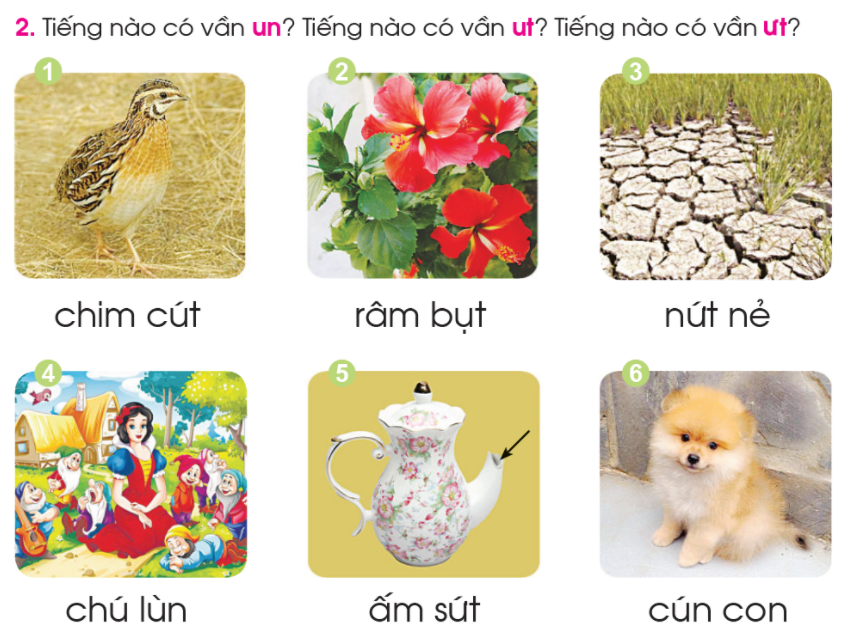 2. Tiếng nào có vần un? Tiếng nào có vần ut? Tiếng nào có vần ưt?
1
2
3
chim cút
râm bụt
nứt nẻ
4
5
6
chú lùn
ấm sứt
cún con